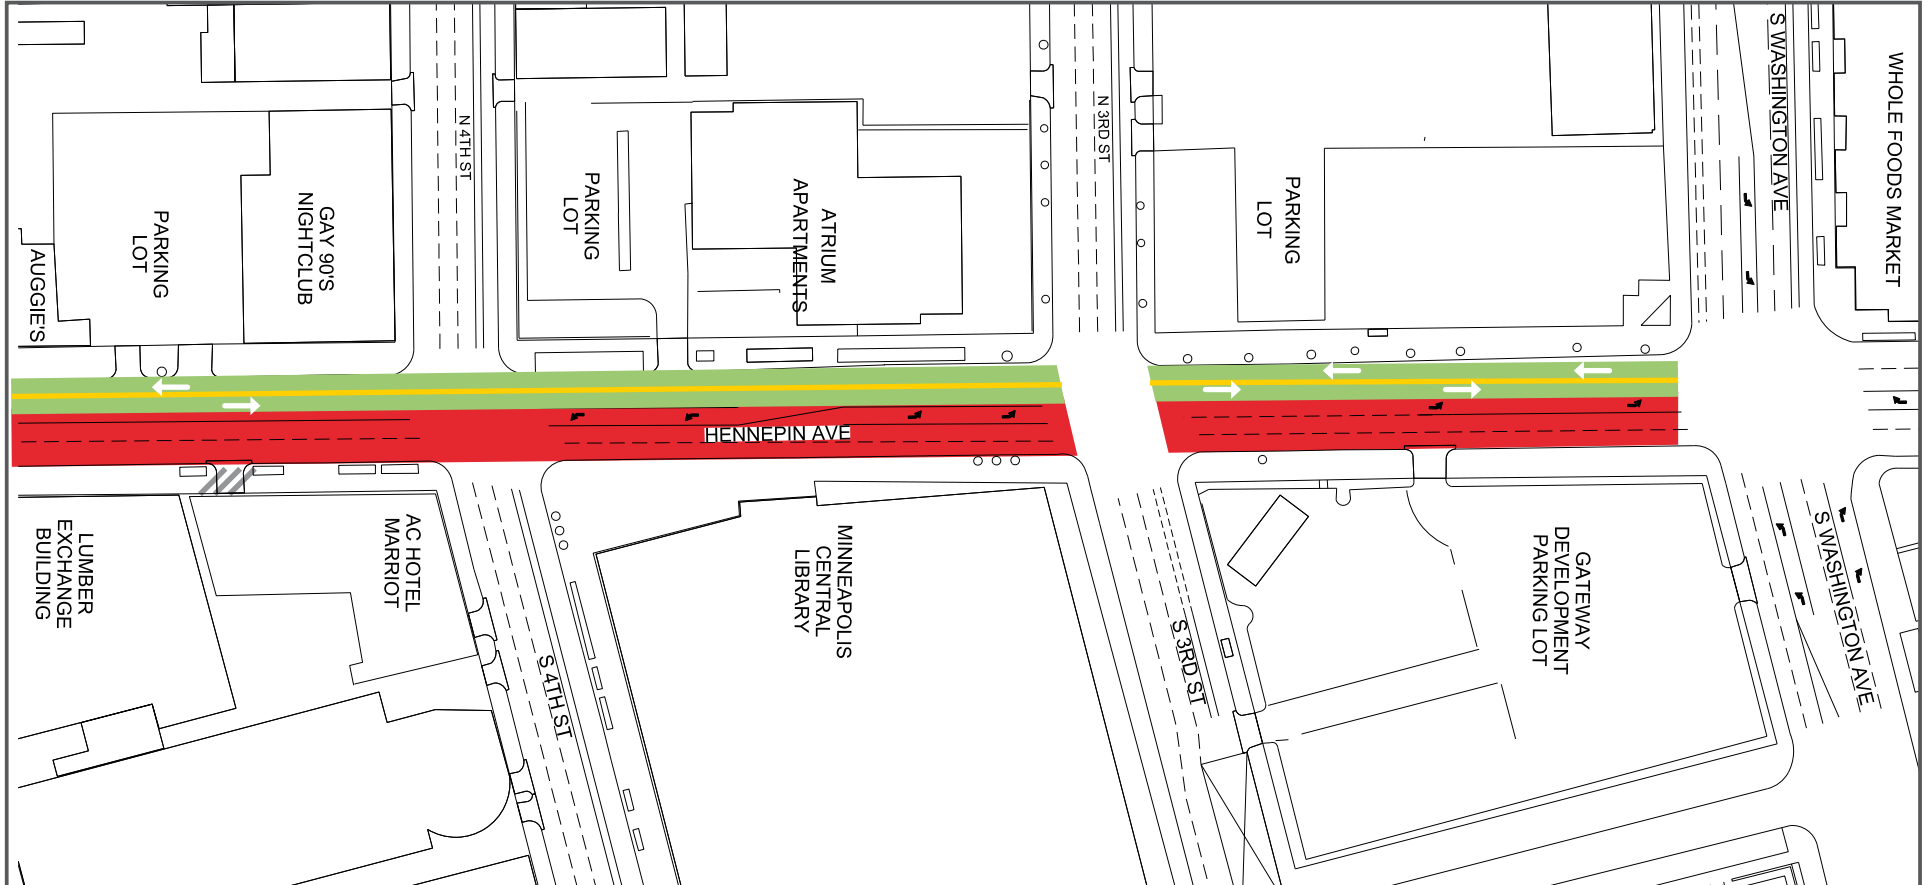 AUGGIE'S
PARKING
LOT
GAY 90'S
NIGHTCLUB
N 4TH ST
PARKING
LOT
ATRIUM
APARTMENTS
N 3RD ST
PARKING
LOT
S WASHINGTON AVE
WHOLE FOODS MARKET
HENNEPIN AVE
LUMBER
EXCHANGE
BUILDING
AC HOTEL
MARRIOT
S 4TH ST
MINNEAPOLIS
CENTRAL
LIBRARY
S 3RD ST
GATEWAY
DEVELOPMENT
PARKING LOT
S WASHINGTON AVE